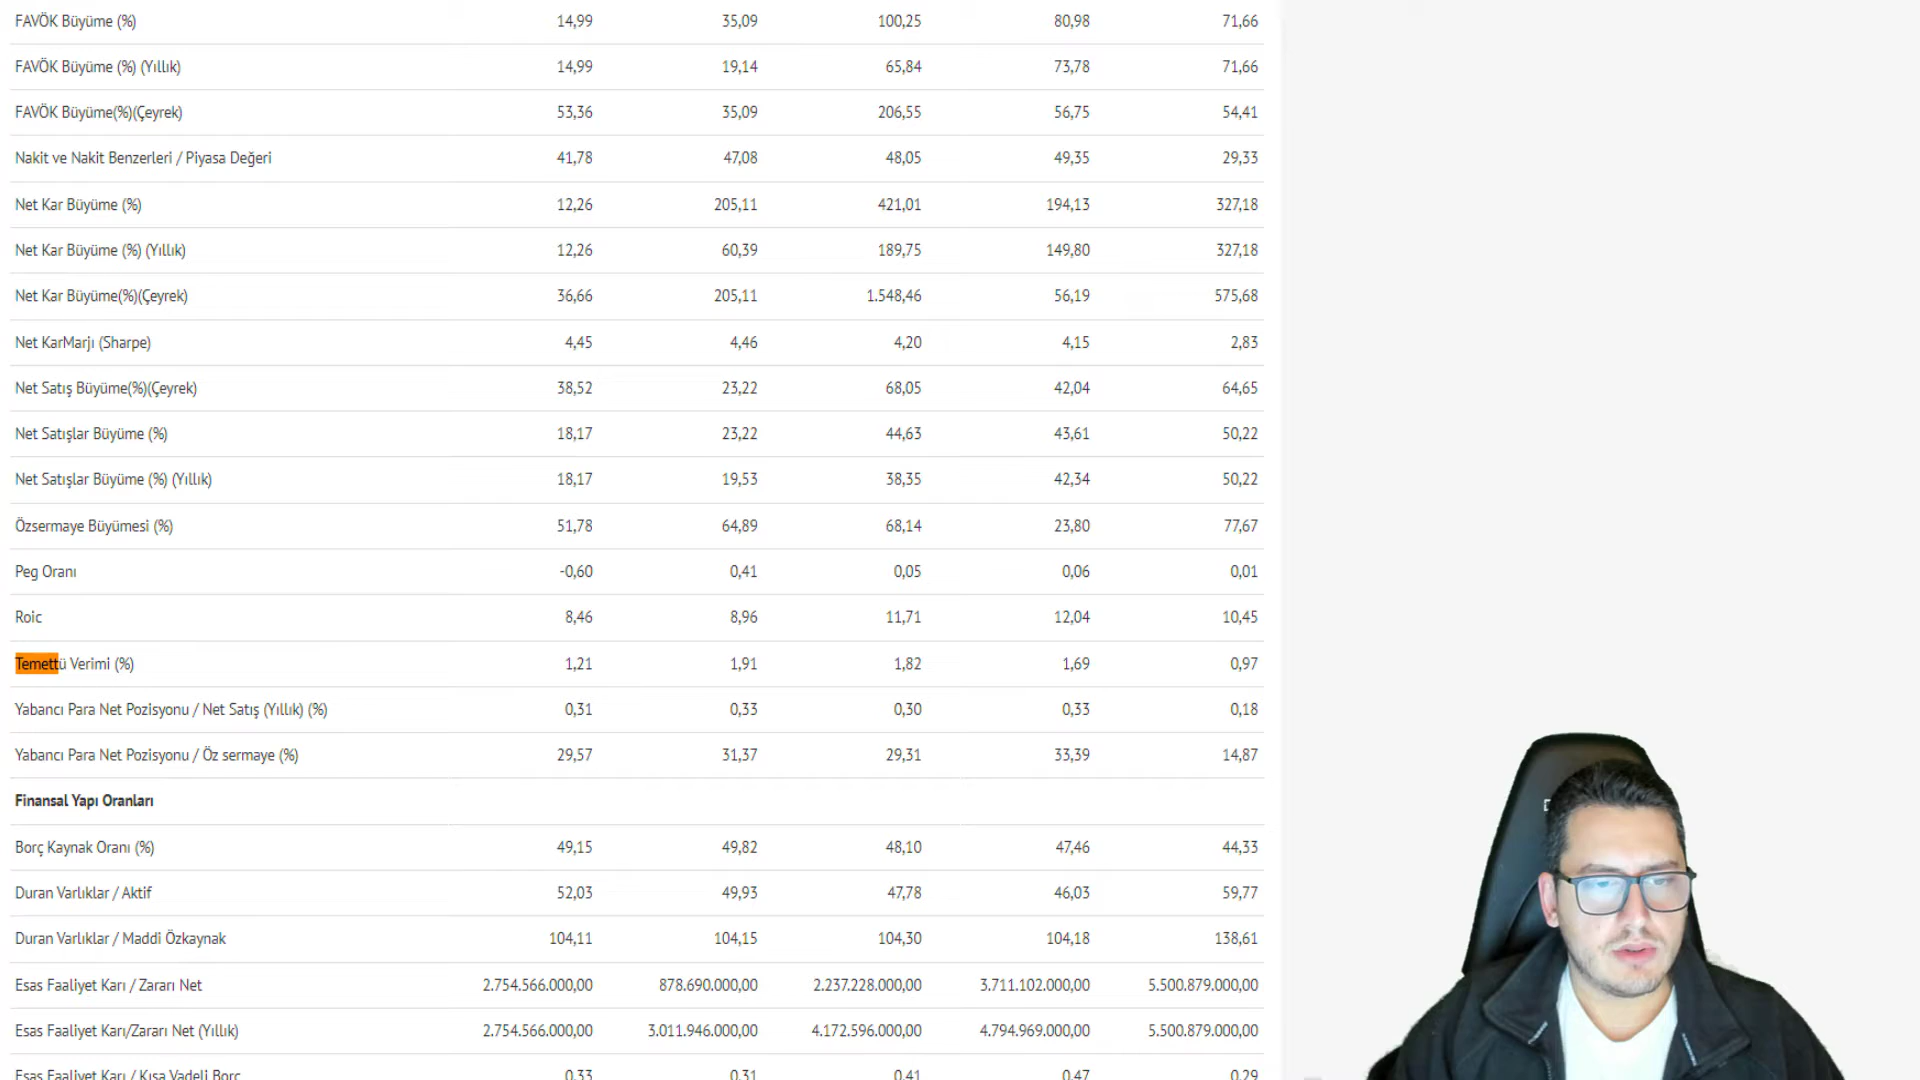 FAVÖK Büyüme (%) 14,99 35,09 100,25 80,98 71,66
FAVÖK Büyüme (%) (Yıllık) 14,99 19,14 65,84 73,78 71,66
FAVÖK Büyüme(%)(Çeyrek) 53,36 35,09 206,55 56,75 54,41
Nakit ve Nakit Benzerleri / Piyasa Değeri 41,78 47,08 48,05 49,35 29,33
Net Kar Büyüme (%) 12,26 205,11 421,01 194,13 327,18
Net Kar Büyüme (%) (Yıllık) 12,26 60,39 189,75 149,80 327,18
Net Kar Büyüme(%)(Çeyrek) 36,66 205,11 1.548,46 56,19 575,68
Net KarMarjı (Sharpe) 4,45 4,46 4,20 4,15 2,83
Net Satış Büyüme(%)(Çeyrek) 38,52 23,22 68,05 42,04 64,65
Net Satışlar Büyüme (%) 18,17 23,22 44,63 43,61 50,22
Net Satışlar Büyüme (%) (Yıllık) 18,17 19,53 38,35 42,34 50,22
Özsermaye Büyümesi (%) 51,78 64,89 68,14 23,80 77,67
Peg Oranı -0,60 0,41 0,05 0,06 0,01
Roic 8,46 8,96 11,71 12,04 10,45
Temettü Verimi (%) 1,21 1,91 1,82 1,69 0,97
Yabancı Para Net Pozisyonu / Net Satış (Yıllık) (%) 0,31 0,33 0,30 0,33 0,18
Yabancı Para Net Pozisyonu / Öz sermaye (%) 29,57 31,37 29,31 33,39 14,87
Finansal Yapı Oranları
Borç Kaynak Oranı (%) 49,15 49,82 48,10 47,46 44,33
Duran Varlıklar / Aktif 52,03 49,93 47,78 46,03 59,77
Duran Varlıklar / Maddi Özkaynak 104,11 104,15 104,30 104,18 138,61
Esas Faaliyet Karı / Zararı Net 2.754.566.000,00 878.690.000,00 2.237.228.000,00 3.711.102.000,00 5.500.879.000,00
Esas Faaliyet Karı/Zararı Net (Yıllık) 2.754.566.000,00 3.011.946.000,00 4.172.596.000,00 4.794.969.000,00 5.500.879.000,00
Esas Faaliyet Karı / Kısa Vadeli Borç 0,33 0,31 0,41 0,47 0,29